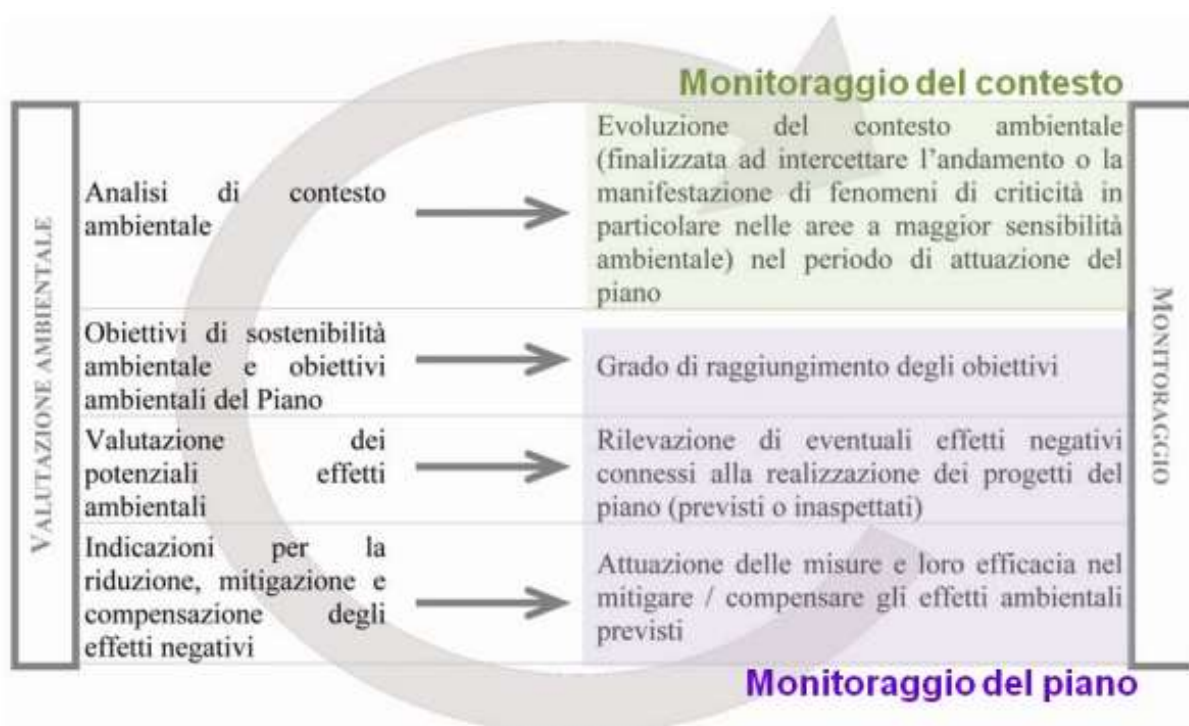 Monitoraggio del contesto
VALUTAZIONE AMBIENTALE
Analisi di contesto
ambientale
Evoluzione del contesto ambientale
(finalizzata ad intercettare l'andamento o la
manifestazione di fenomeni di criticità in
particolare nelle aree a maggior sensibilità
ambientale) nel periodo di attuazione del
piano
Obiettivi di sostenibilità
ambientale e obiettivi
ambientali del Piano
Grado di raggiungimento degli obiettivi
Valutazione dei
potenziali effetti
ambientali
Rilevazione di eventuali effetti negativi
connessi alla realizzazione dei progetti del
piano (previsti o inaspettati)
Indicazioni per la
riduzione, mitigazione e
compensazione degli
effetti negativi
Attuazione delle misure e loro efficacia nel
mitigare / compensare gli effetti ambientali
previsti
MONITORAGGIO
Monitoraggio del piano